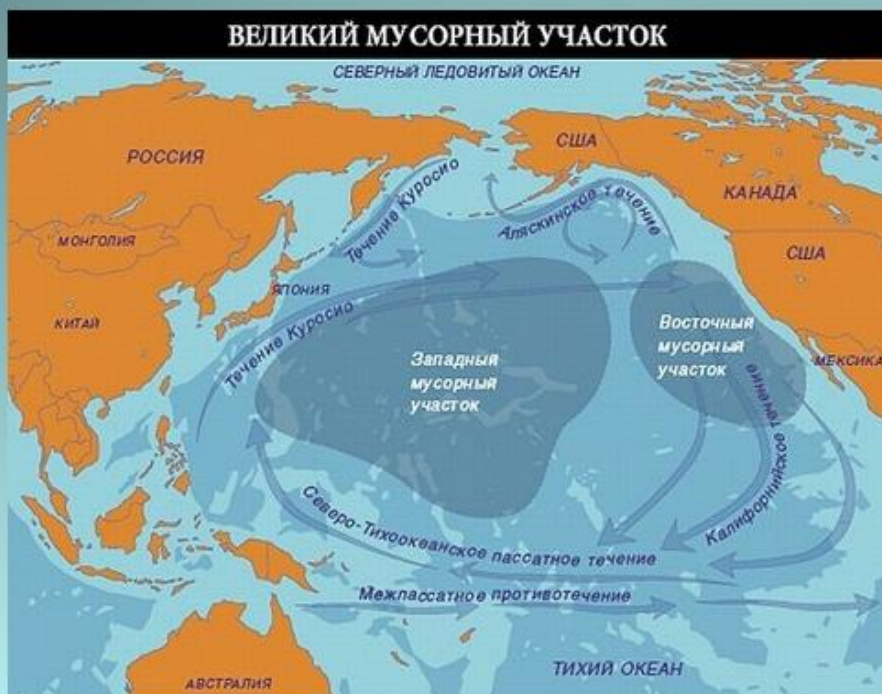 ВЕЛИКИЙ МУСОРНЫЙ УЧАСТОК
СЕВЕРНЫЙ ЛЕДОВИТЫЙ ОКЕАН
РОССИЯ
США
КАНАДА
Течение Куросио
Аляскинское течение
МОНГОЛИЯ
США
ЯПОНИЯ
КИТАЙ
Течение Куросио
Западный
мусорный
участок
Восточный
мусорный
участок
МЕКСИКА
Калифорнийское течение
Северо-Тихоокеанское пассатное течение
Межпассатное противотечение
АВСТРАЛИЯ
ТИХИЙ ОКЕАН